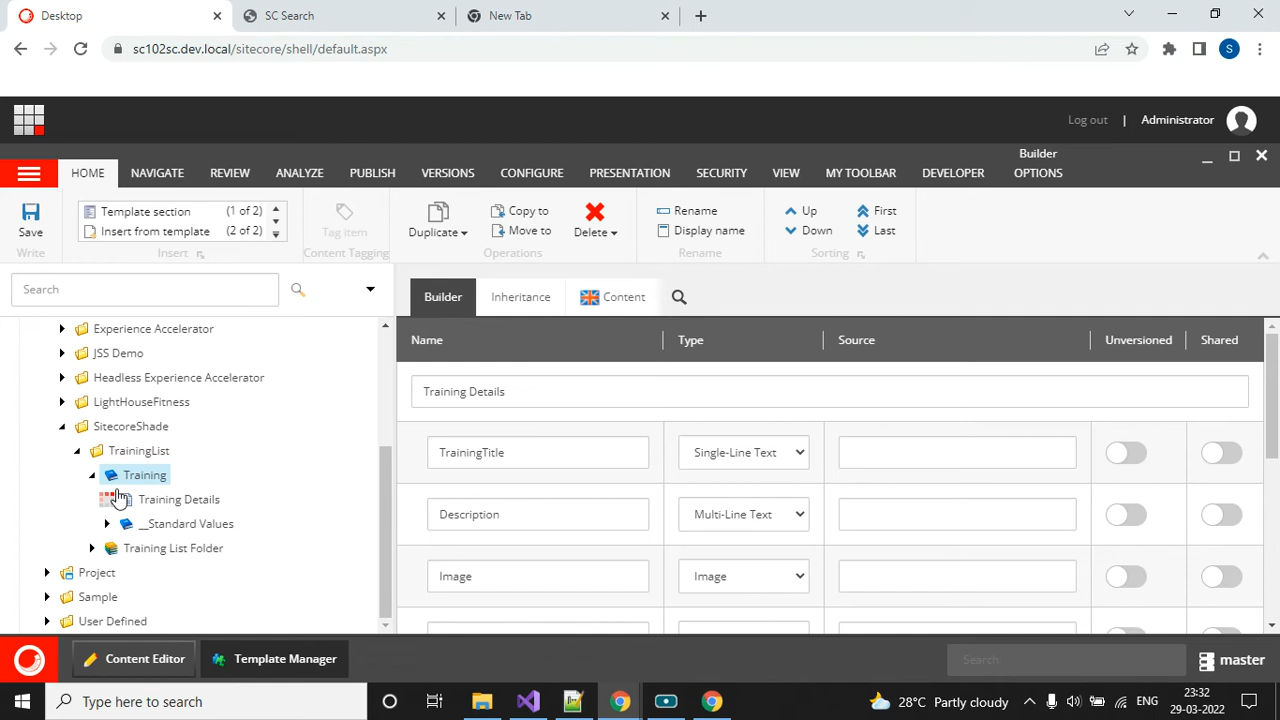 Desktop
SC Search
New Tab
sc102sc.dev.local/sitecore/shell/default.aspx
S
Log out | Administrator
Builder
HOME NAVIGATE REVIEW ANALYZE PUBLISH VERSIONS CONFIGURE PRESENTATION SECURITY VIEW MY TOOLBAR DEVELOPER OPTIONS
Save
Write
Template section (1 of 2)
Insert from template (2 of 2)
Insert
Tag item
Content Tagging
Duplicate
Copy to
Move to
Delete
Operations
Rename
Display name
Rename
Up First
Down Last
Sorting
Search
Experience Accelerator
JSS Demo
Headless Experience Accelerator
LightHouseFitness
SitecoreShade
TrainingList
Training
Training Details
__Standard Values
Training List Folder
Project
Sample
User Defined
Builder Inheritance Content
Name Type Source Unversioned Shared
Training Details
TrainingTitle Single-Line Text
Description Multi-Line Text
Image Image
Content Editor
Template Manager
Search
master
Type here to search
28°C Partly cloudy
ENG
23:32
29-03-2022